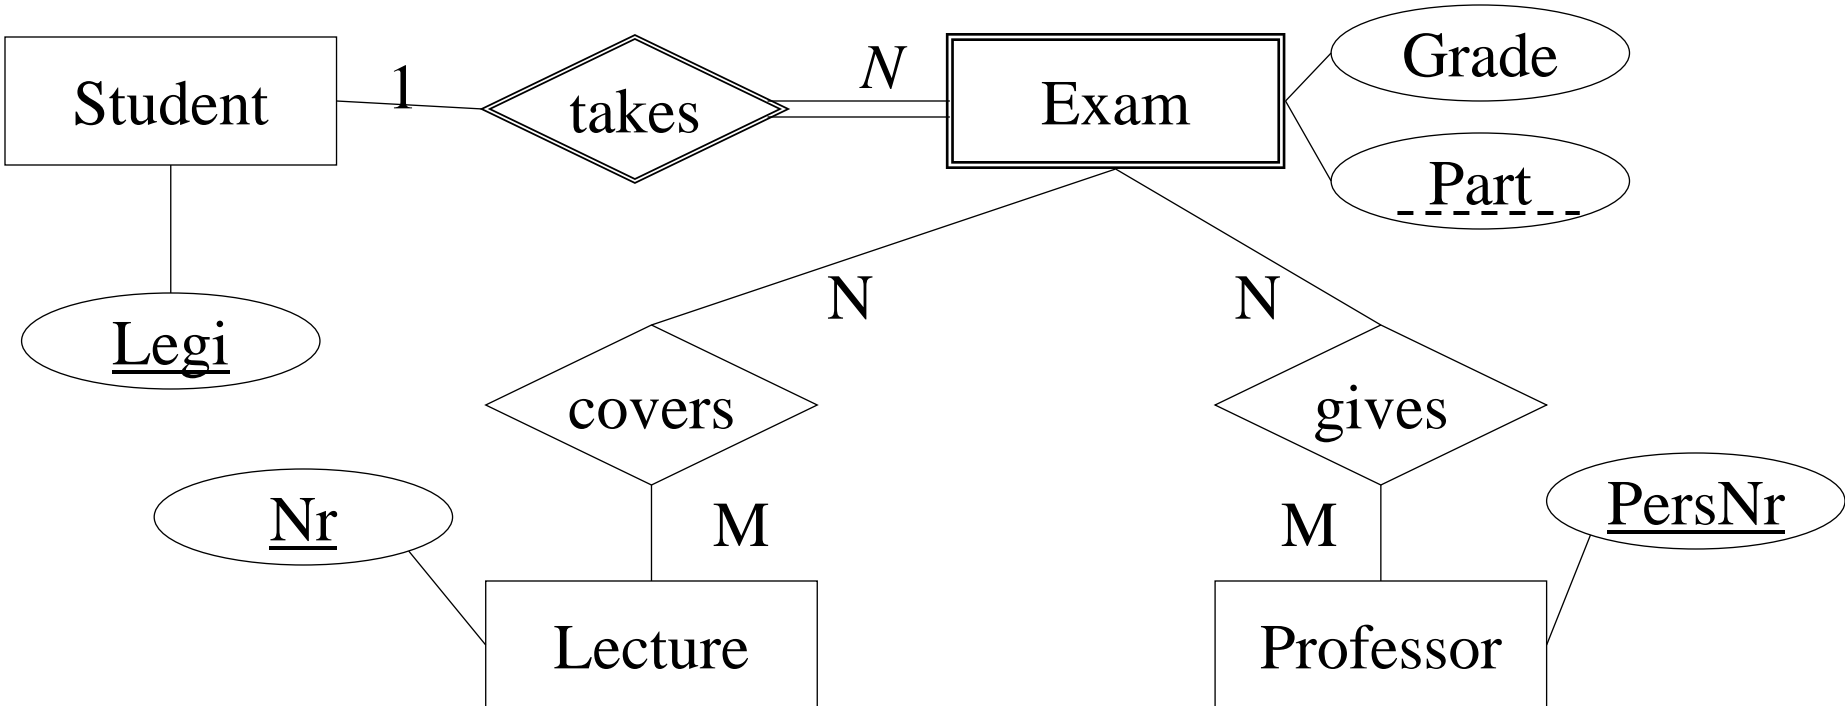 Student
1
takes
N
Exam
Grade
Part
Legi
N
N
covers
gives
Nr
M
M
PersNr
Lecture
Professor